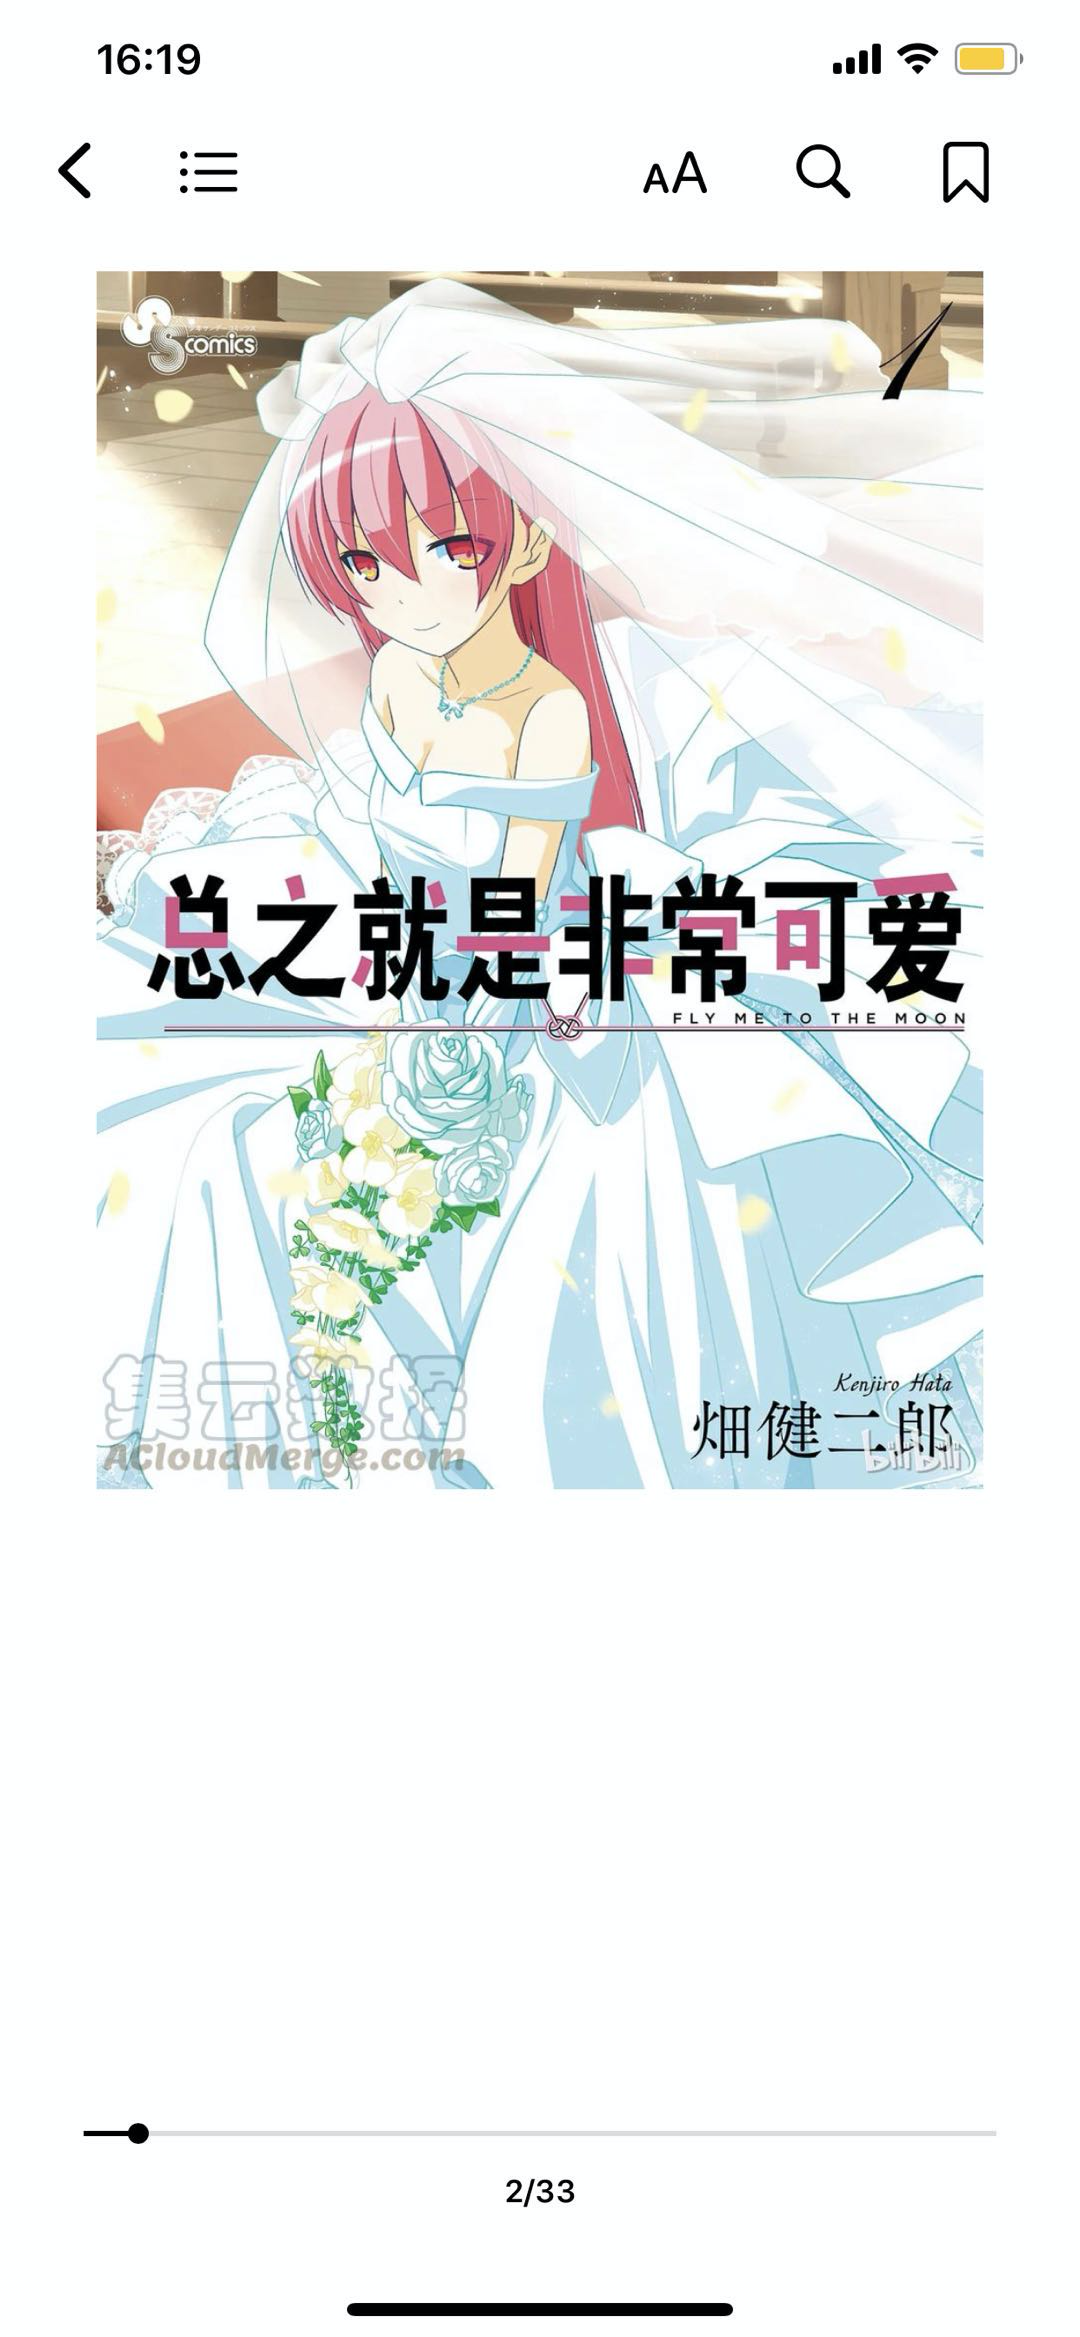 16:19
AA
comics
1
总之就是非常可爱
FLY ME TO THE MOON
Kenjiro Hata
畑健二郎
bilibili
集云数据
ACloudMerge.com
2/33